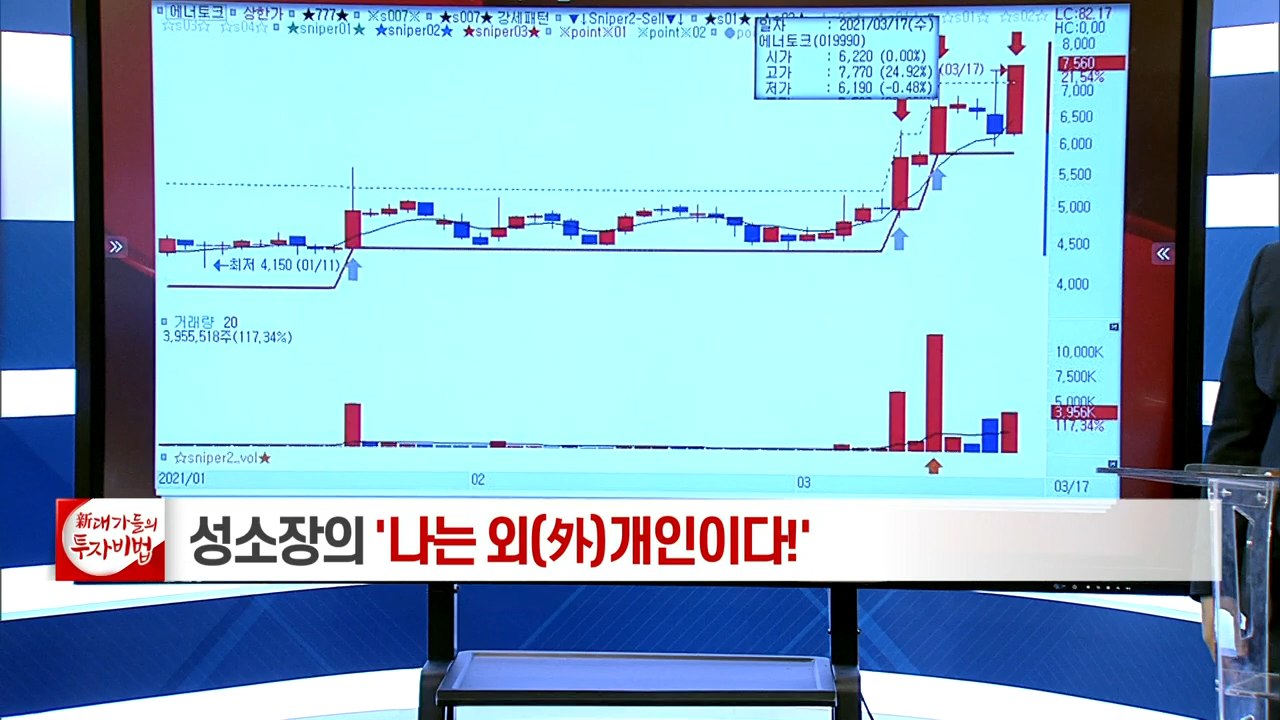 에너토크 상한가 ★777★ ※s007※ ★s007★ 강세패턴 ▼↓Sniper2-Sell▼↓ ★s01★ ☆s01☆ ☆s02☆ LC:82,17
☆s03☆ ☆s04☆ ★sniper01★ ★sniper02★ ★sniper03★ ※point※01 ※point※02 HC:0,00
일자 : 2021/03/17(수)
에너토크(019990)
시가 : 6,220 (0.00%)
고가 : 7,770 (24.92%)
저가 : 6,190 (-0.48%)
(03/17)
8,000
7,560
21,54%
7,000
6,500
6,000
5,500
5,000
4,500
4,000
←최저 4,150 (01/11)
거래량 20
3,955,518주(117,34%)
10,000K
7,500K
5,000K
3,956K
117,34%
☆sniper2..vol★
2021/01 02 03 03/17
新대가들의
투자비법
성소장의 '나는 외(外)개인이다!'